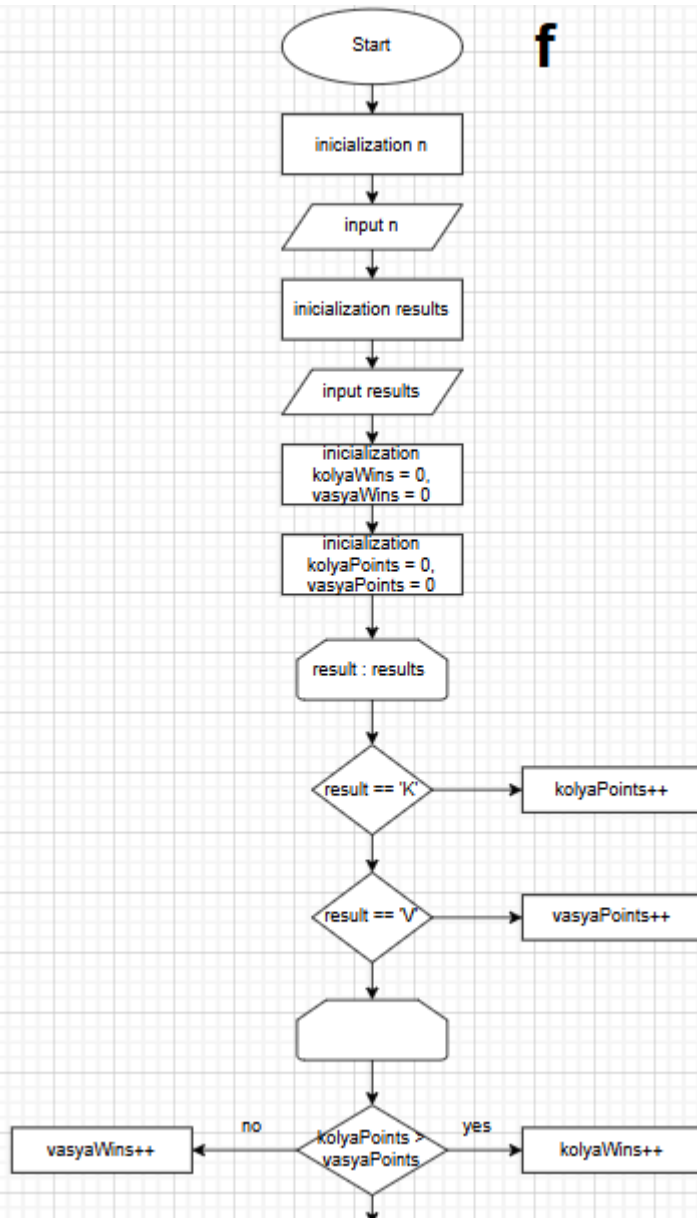 Start
f
inicialization n
input n
inicialization results
input results
inicialization
kolyaWins = 0,
vasyaWins = 0
inicialization
kolyaPoints = 0,
vasyaPoints = 0
result : results
result == 'K'
kolyaPoints++
result == 'V'
vasyaPoints++
no
yes
vasyaWins++
kolyaPoints >
vasyaPoints
kolyaWins++